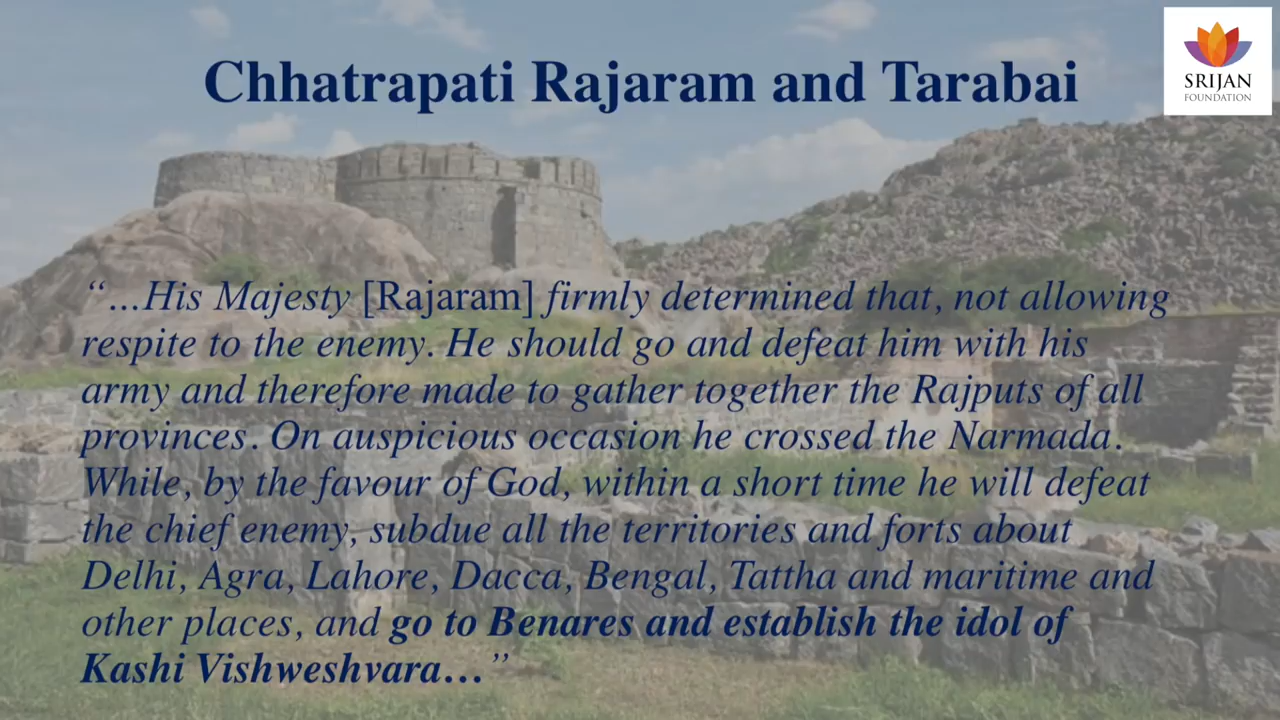 Chhatrapati Rajaram and Tarabai
SRIJAN
FOUNDATION
“...His Majesty [Rajaram] firmly determined that, not allowing
respite to the enemy. He should go and defeat him with his
army and therefore made to gather together the Rajputs of all
provinces. On auspicious occasion he crossed the Narmada.
While, by the favour of God, within a short time he will defeat
the chief enemy, subdue all the territories and forts about
Delhi, Agra, Lahore, Dacca, Bengal, Tattha and maritime and
other places, and go to Benares and establish the idol of
Kashi Vishweshvara...”